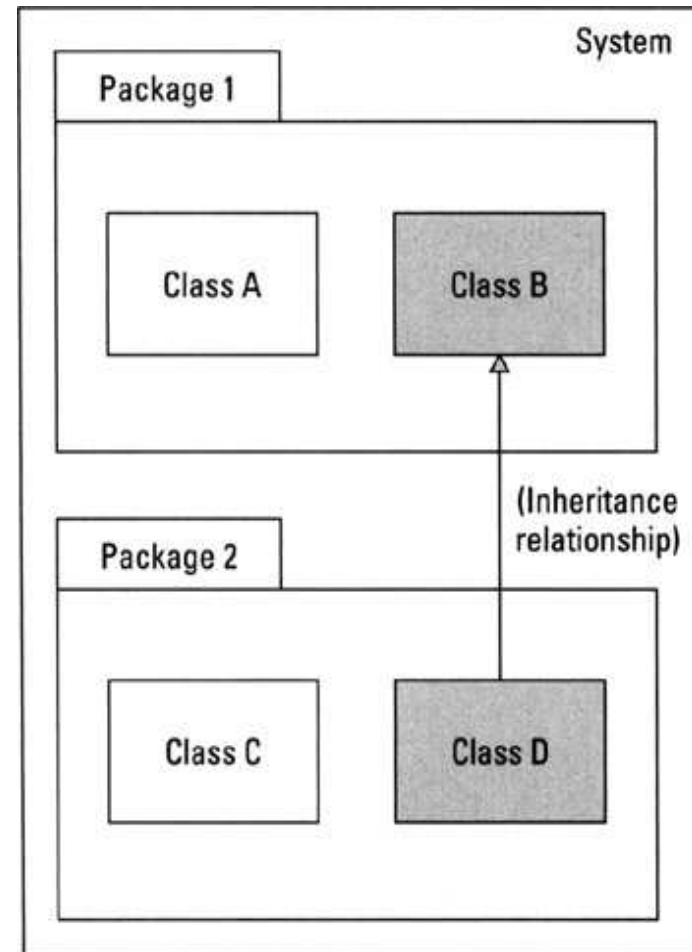 System
Package 1
Class A
Class B
(Inheritance
relationship)
Package 2
Class C
Class D